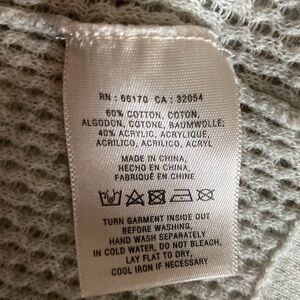 RN : 66170 CA : 32054
60% COTTON, COTON,
ALGODON, COTONE, BAUMWOLLE;
40% ACRYLIC, ACRYLIQUE,
ACRILICO, ACRILICO, ACRYL
MADE IN CHINA,
HECHO EN CHINA,
FABRIQUÉ EN CHINE
TURN GARMENT INSIDE OUT
BEFORE WASHING,
HAND WASH SEPARATELY
IN COLD WATER, DO NOT BLEACH,
LAY FLAT TO DRY,
COOL IRON IF NECESSARY